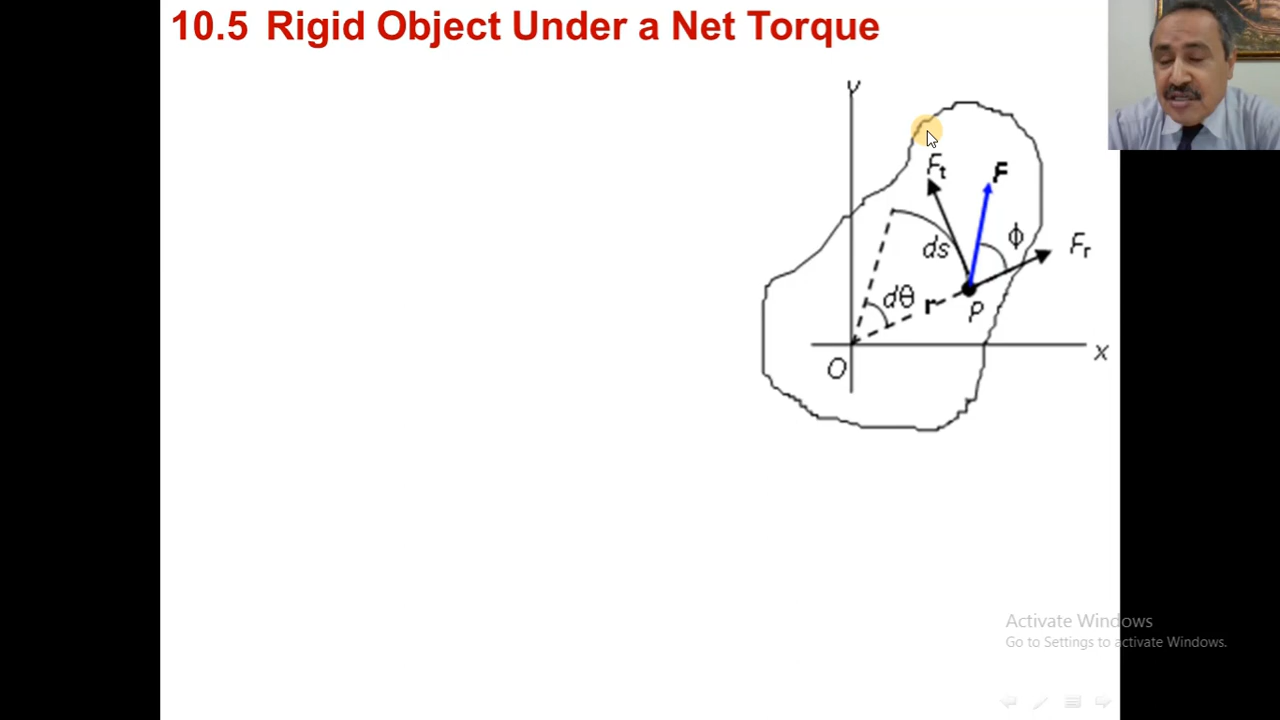 10.5 Rigid Object Under a Net Torque
y
Ft
F
ϕ
Fr
ds
dθ
r
P
x
O
Activate Windows
Go to Settings to activate Windows.